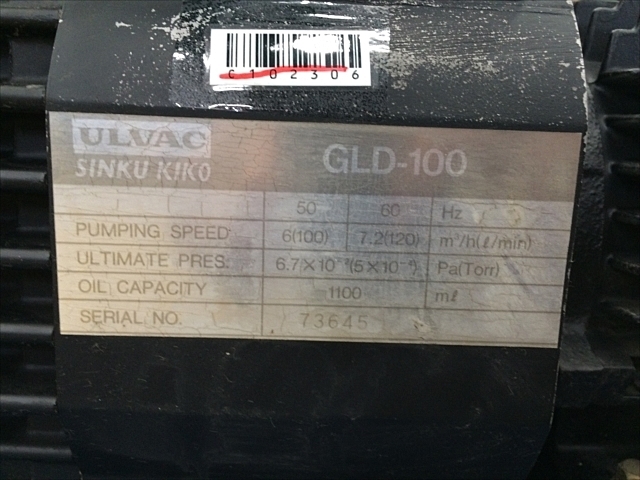 C102306
ULVAC
SINKU KIKO
GLD-100
50 60 Hz
PUMPING SPEED 6(100) 7.2(120) m³/h(ℓ/min)
ULTIMATE PRES. Pa(Torr)
OIL CAPACITY 1100 mℓ
SERIAL NO. 73645